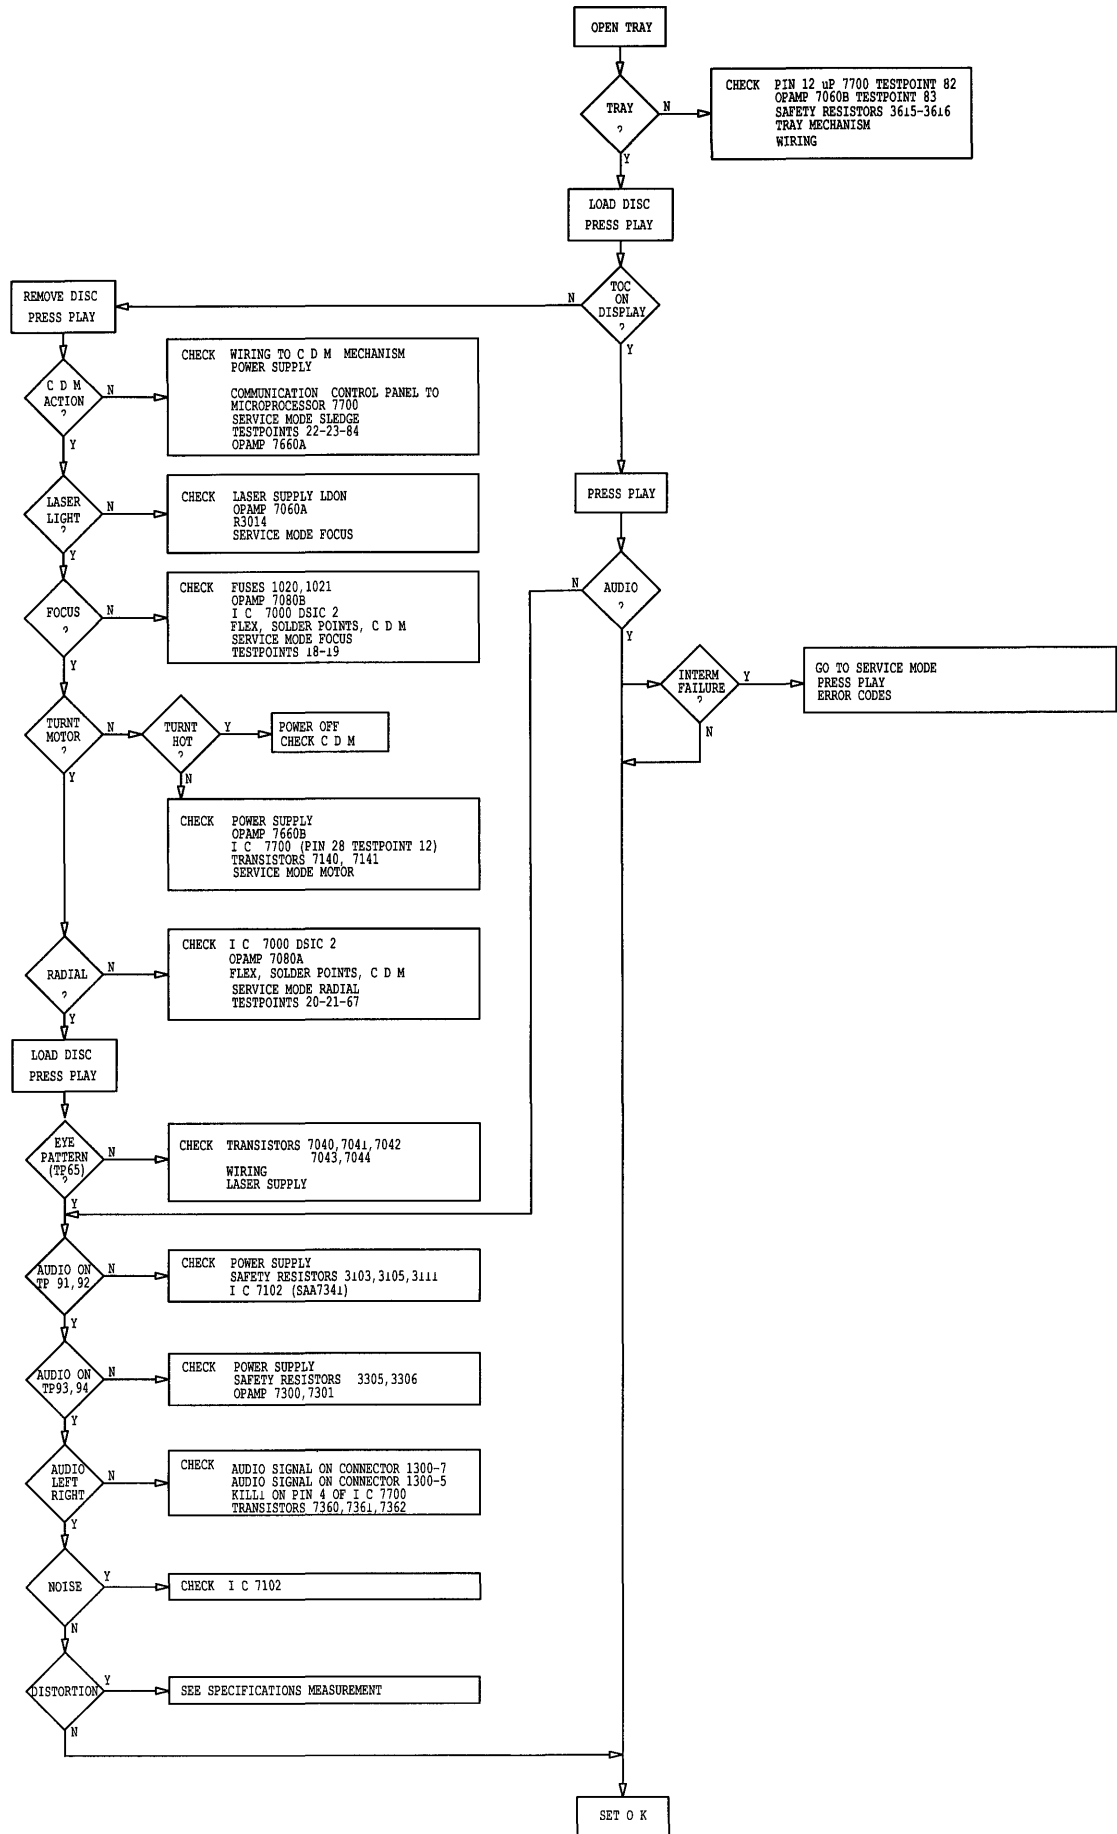 OPEN TRAY
TRAY
?
N
Y
CHECK PIN 12 uP 7700 TESTPOINT 82
OPAMP 7060B TESTPOINT 83
SAFETY RESISTORS 3615-3616
TRAY MECHANISM
WIRING
LOAD DISC
PRESS PLAY
TOC
ON
DISPLAY
?
N
Y
REMOVE DISC
PRESS PLAY
C D M
ACTION
?
N
Y
CHECK WIRING TO C D M MECHANISM
POWER SUPPLY
COMMUNICATION CONTROL PANEL TO
MICROPROCESSOR 7700
SERVICE MODE SLEDGE
TESTPOINTS 22-23-84
OPAMP 7660A
LASER
LIGHT
?
N
Y
CHECK LASER SUPPLY LDON
OPAMP 7060A
R3014
SERVICE MODE FOCUS
PRESS PLAY
FOCUS
?
N
Y
CHECK FUSES 1020,1021
OPAMP 7080B
I C 7000 DSIC 2
FLEX, SOLDER POINTS, C D M
SERVICE MODE FOCUS
TESTPOINTS 18-19
AUDIO
?
N
Y
INTERM
FAILURE
?
Y
N
GO TO SERVICE MODE
PRESS PLAY
ERROR CODES
TURNT
MOTOR
?
N
Y
TURNT
HOT
?
Y
N
POWER OFF
CHECK C D M
CHECK POWER SUPPLY
OPAMP 7660B
I C 7700 (PIN 28 TESTPOINT 12)
TRANSISTORS 7140, 7141
SERVICE MODE MOTOR
RADIAL
?
N
Y
CHECK I C 7000 DSIC 2
OPAMP 7080A
FLEX, SOLDER POINTS, C D M
SERVICE MODE RADIAL
TESTPOINTS 20-21-67
LOAD DISC
PRESS PLAY
EYE
PATTERN
(TP65)
?
N
Y
CHECK TRANSISTORS 7040,7041,7042
7043,7044
WIRING
LASER SUPPLY
AUDIO ON
TP 91,92
N
Y
CHECK POWER SUPPLY
SAFETY RESISTORS 3103,3105,3111
I C 7102 (SAA7341)
AUDIO ON
TP93,94
N
Y
CHECK POWER SUPPLY
SAFETY RESISTORS 3305,3306
OPAMP 7300,7301
AUDIO
LEFT
RIGHT
N
Y
CHECK
AUDIO SIGNAL ON CONNECTOR 1300-7
AUDIO SIGNAL ON CONNECTOR 1300-5
KILL1 ON PIN 4 OF I C 7700
TRANSISTORS 7360,7361,7362
NOISE
Y
N
CHECK I C 7102
DISTORTION
Y
N
SEE SPECIFICATIONS MEASUREMENT
SET O K